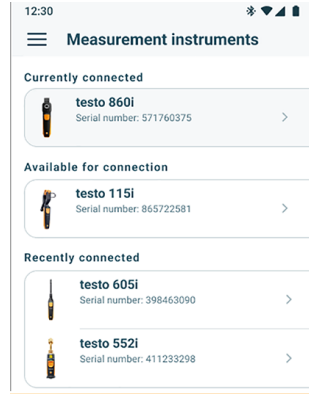 12:30
Measurement instruments
Currently connected
testo 860i
Serial number: 571760375
Available for connection
testo 115i
Serial number: 865722581
Recently connected
testo 605i
Serial number: 398463090
testo 552i
Serial number: 411233298